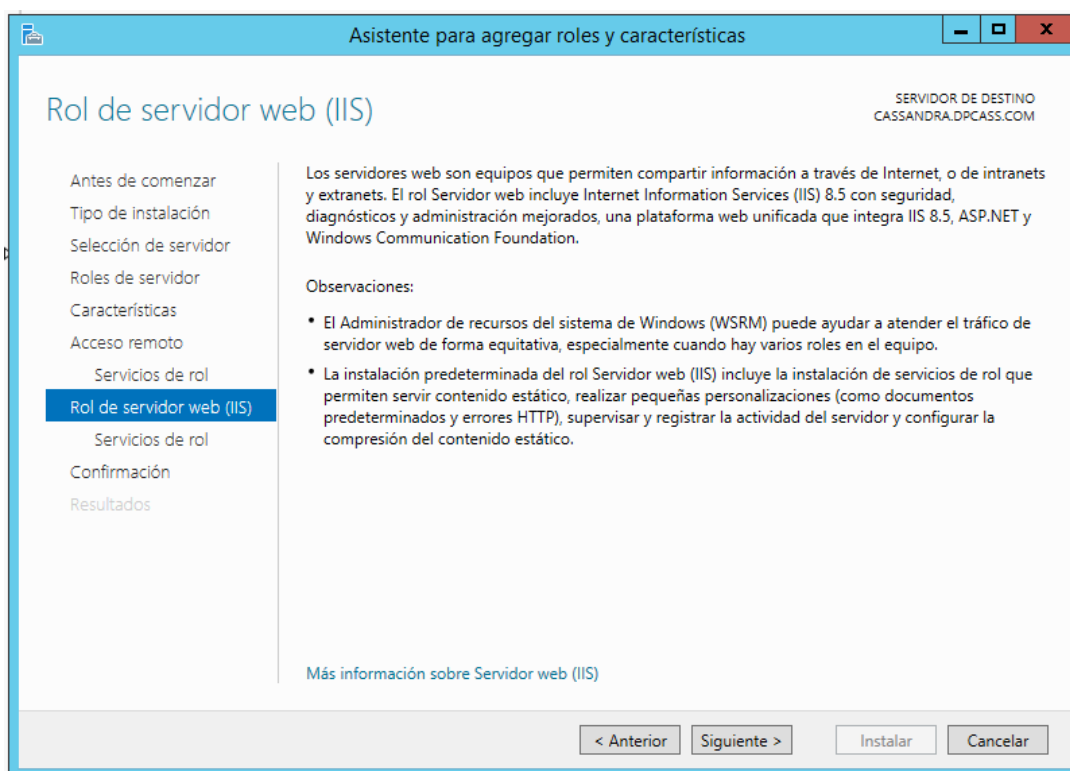 Asistente para agregar roles y características
Rol de servidor web (IIS)
SERVIDOR DE DESTINO
CASSANDRA.DPCASS.COM
Antes de comenzar
Tipo de instalación
Selección de servidor
Roles de servidor
Características
Acceso remoto
Servicios de rol
Rol de servidor web (IIS)
Servicios de rol
Confirmación
Resultados
Los servidores web son equipos que permiten compartir información a través de Internet, o de intranets
y extranets. El rol Servidor web incluye Internet Information Services (IIS) 8.5 con seguridad,
diagnósticos y administración mejorados, una plataforma web unificada que integra IIS 8.5, ASP.NET y
Windows Communication Foundation.
Observaciones:
• El Administrador de recursos del sistema de Windows (WSRM) puede ayudar a atender el tráfico de
servidor web de forma equitativa, especialmente cuando hay varios roles en el equipo.
• La instalación predeterminada del rol Servidor web (IIS) incluye la instalación de servicios de rol que
permiten servir contenido estático, realizar pequeñas personalizaciones (como documentos
predeterminados y errores HTTP), supervisar y registrar la actividad del servidor y configurar la
compresión del contenido estático.
Más información sobre Servidor web (IIS)
< Anterior
Siguiente >
Instalar
Cancelar